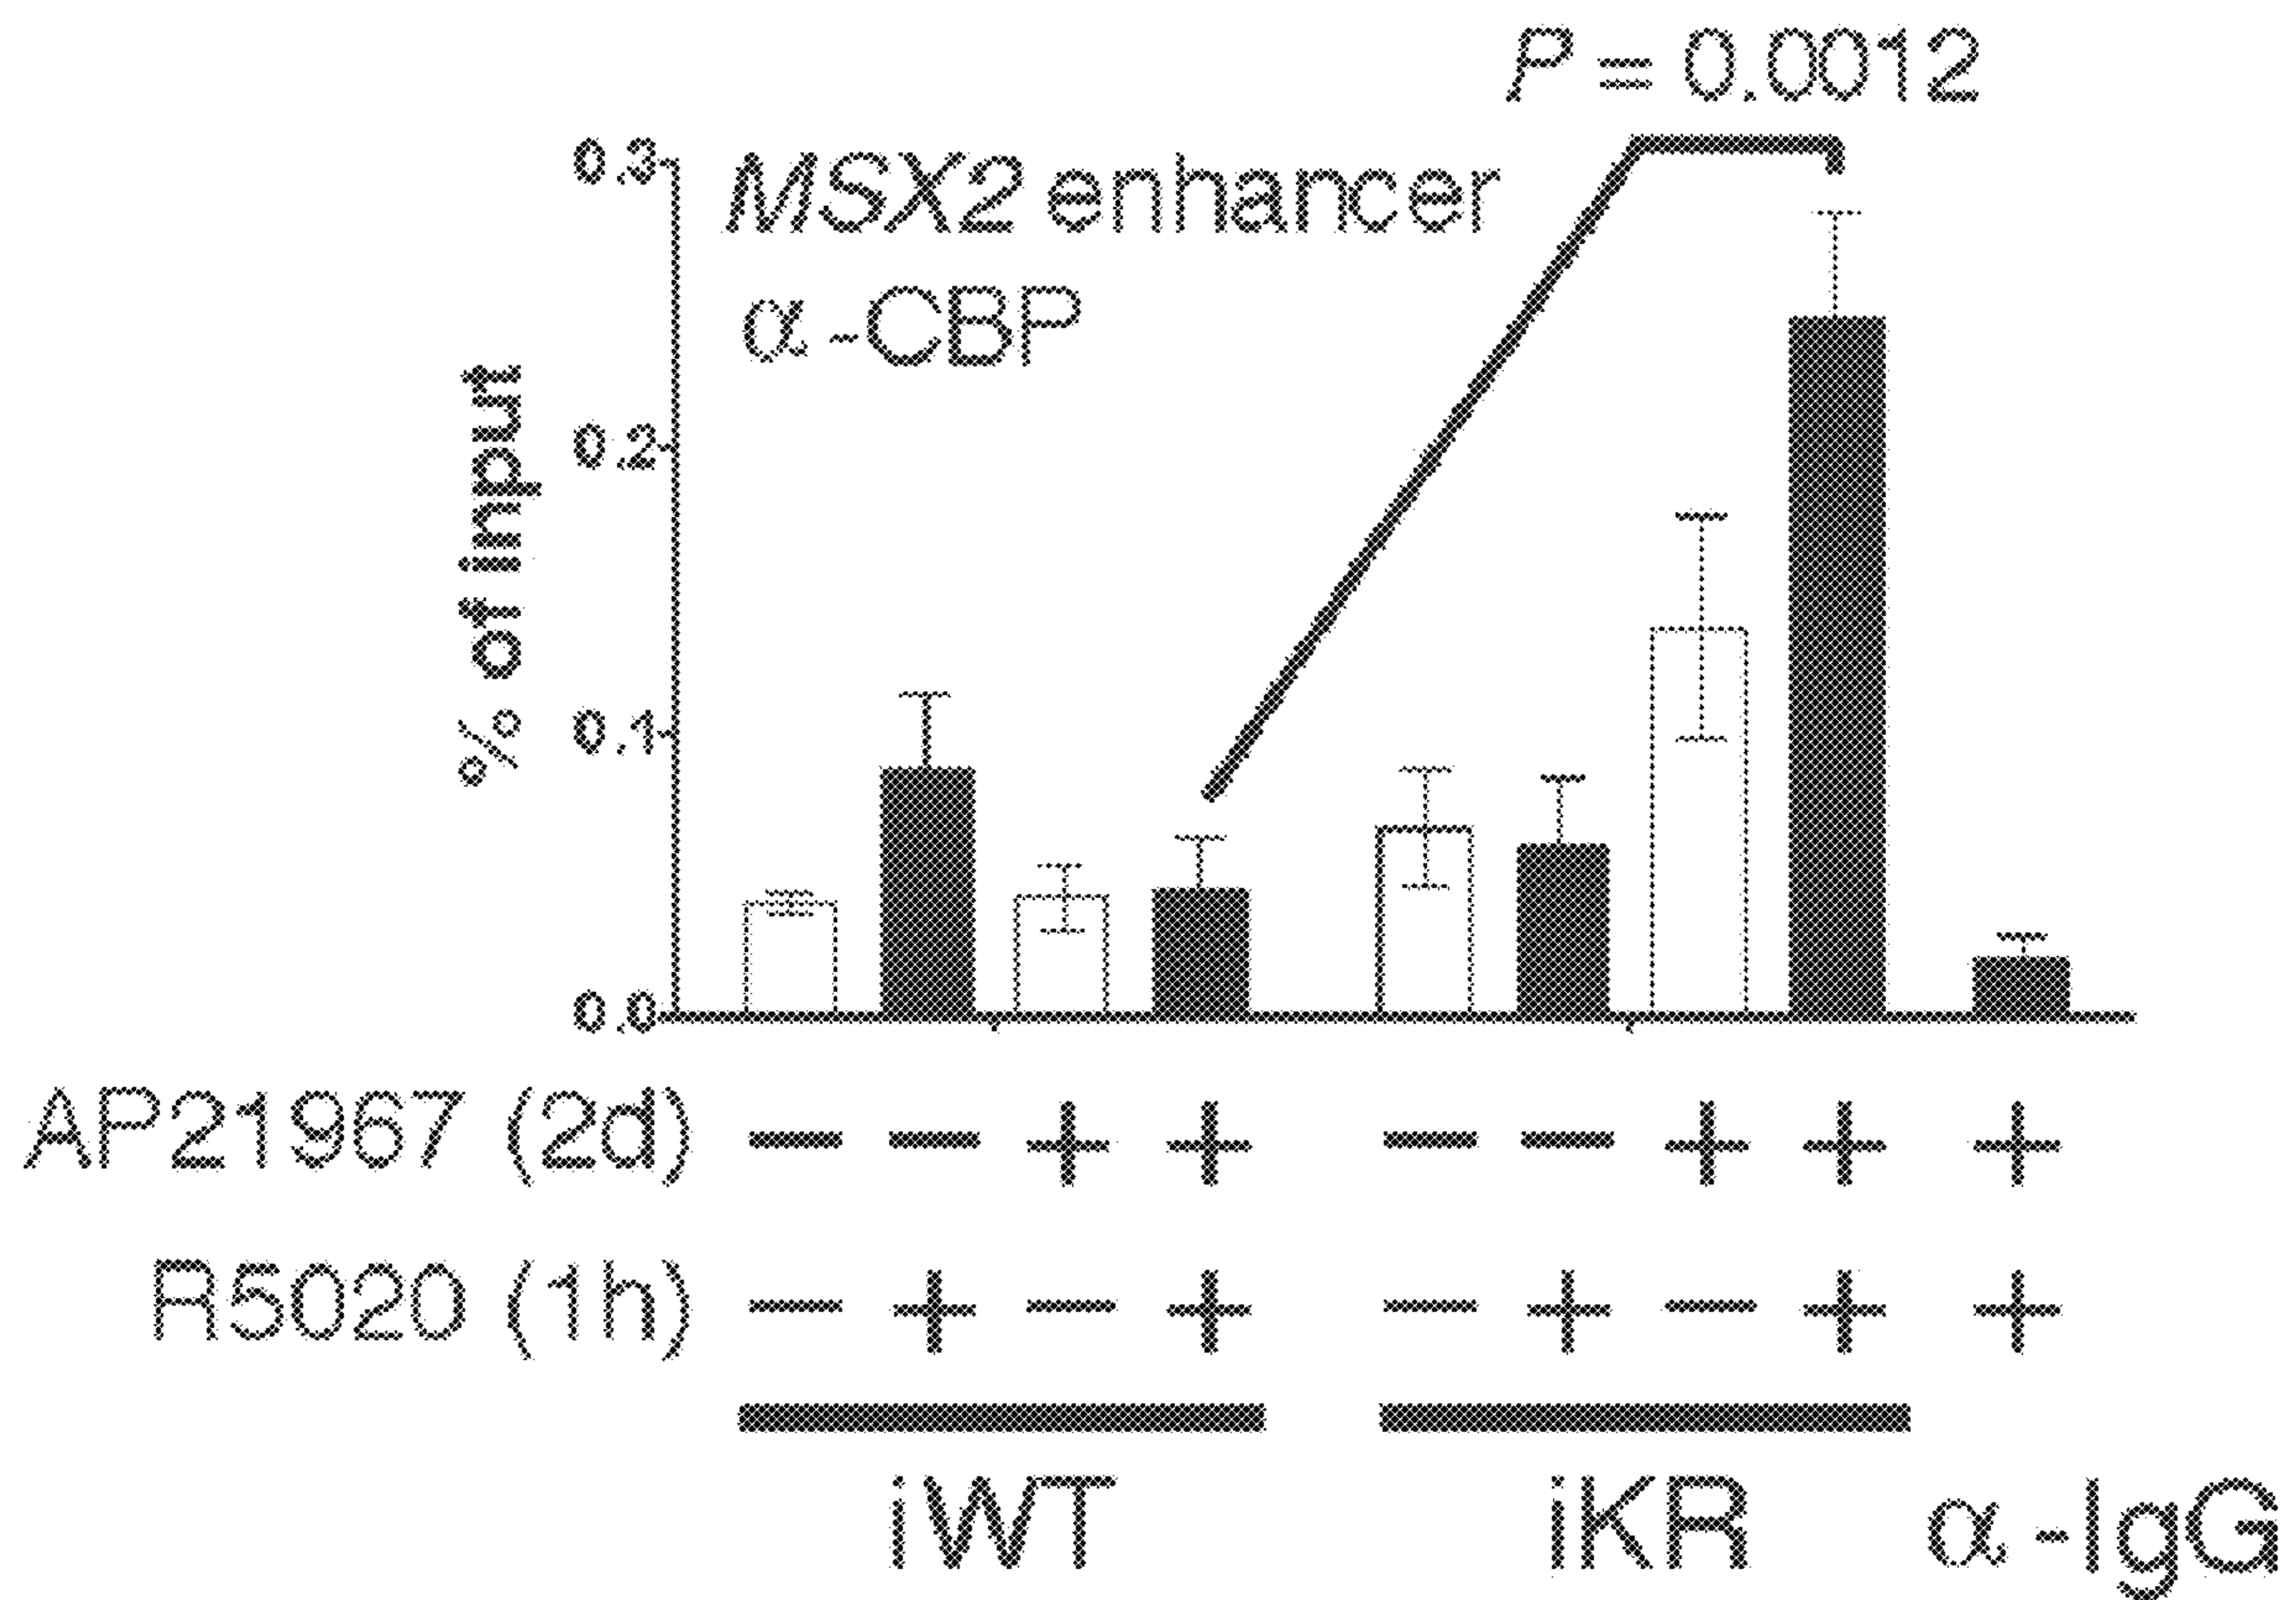 P = 0.0012
0.3
MSX2 enhancer
α-CBP
% of input
0.2
0.1
0.0
AP21967 (2d) — — + + — — + + +
R5020 (1h) — + — + — + — + +
iWT iKR α-IgG